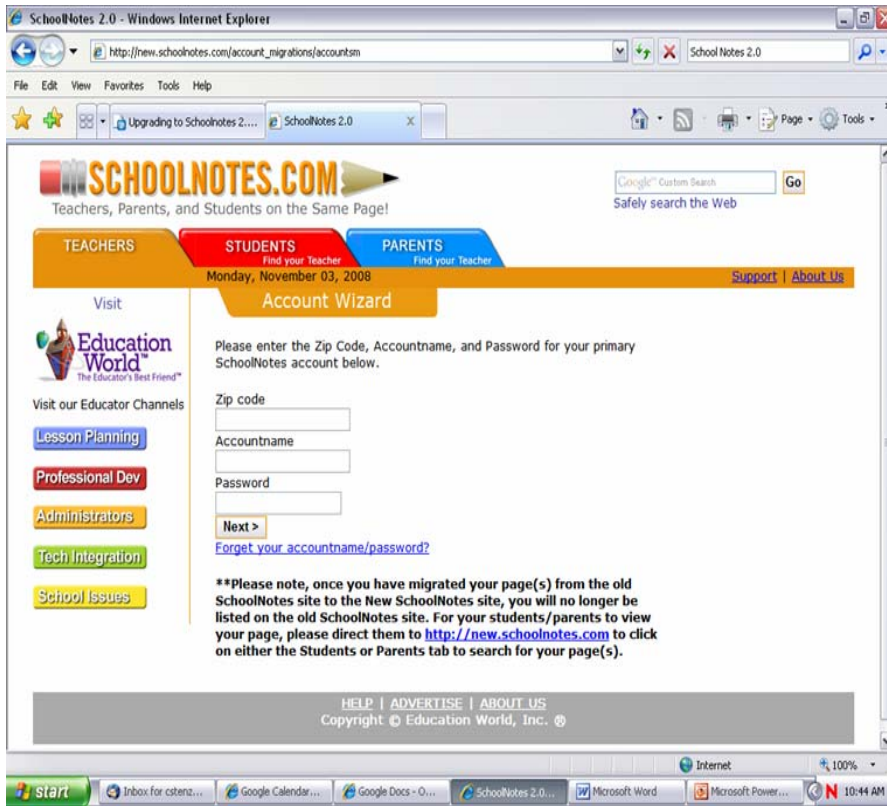 SchoolNotes 2.0 - Windows Internet Explorer
http://new.schoolnotes.com/account_migrations/accountsm
School Notes 2.0
File Edit View Favorites Tools Help
Upgrading to Schoolnotes 2.... SchoolNotes 2.0 X Page Tools
SCHOOLNOTES.COM
Teachers, Parents, and Students on the Same Page!
Google™ Custom Search Go
Safely search the Web
TEACHERS STUDENTS PARENTS
Find your Teacher Find your Teacher
Monday, November 03, 2008 Support | About Us
Visit
Account Wizard
Education
World™
The Educator's Best Friend™
Please enter the Zip Code, Accountname, and Password for your primary
SchoolNotes account below.
Visit our Educator Channels
Lesson Planning
Professional Dev
Administrators
Tech Integration
School Issues
Zip code
Accountname
Password
Next >
Forget your accountname/password?
**Please note, once you have migrated your page(s) from the old
SchoolNotes site to the New SchoolNotes site, you will no longer be
listed on the old SchoolNotes site. For your students/parents to view
your page, please direct them to http://new.schoolnotes.com to click
on either the Students or Parents tab to search for your page(s).
HELP | ADVERTISE | ABOUT US
Copyright © Education World, Inc. ®
Internet 100%
start Inbox for cstenz... Google Calendar... Google Docs - O... SchoolNotes 2.0... Microsoft Word Microsoft Power... N 10:44 AM